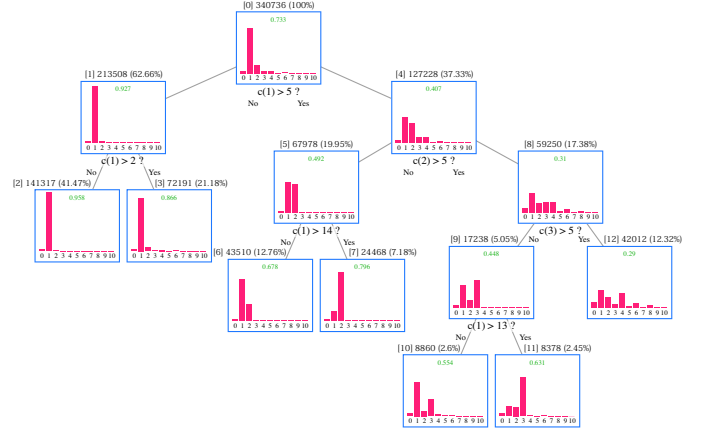 [0] 340736 (100%)
0.733
0 1 2 3 4 5 6 7 8 9 10
c(1) > 5 ?
No Yes
[1] 213508 (62.66%)
0.927
0 1 2 3 4 5 6 7 8 9 10
c(1) > 2 ?
No Yes
[4] 127228 (37.33%)
0.407
0 1 2 3 4 5 6 7 8 9 10
c(2) > 5 ?
No Yes
[2] 141317 (41.47%)
0.958
0 1 2 3 4 5 6 7 8 9 10
[3] 72191 (21.18%)
0.866
0 1 2 3 4 5 6 7 8 9 10
[5] 67978 (19.95%)
0.492
0 1 2 3 4 5 6 7 8 9 10
c(1) > 14 ?
No Yes
[8] 59250 (17.38%)
0.31
0 1 2 3 4 5 6 7 8 9 10
c(3) > 5 ?
No Yes
[6] 43510 (12.76%)
0.678
0 1 2 3 4 5 6 7 8 9 10
[7] 24468 (7.18%)
0.796
0 1 2 3 4 5 6 7 8 9 10
[9] 17238 (5.05%)
0.448
0 1 2 3 4 5 6 7 8 9 10
c(1) > 13 ?
No Yes
[12] 42012 (12.32%)
0.29
0 1 2 3 4 5 6 7 8 9 10
[10] 8860 (2.6%)
0.554
0 1 2 3 4 5 6 7 8 9 10
[11] 8378 (2.45%)
0.631
0 1 2 3 4 5 6 7 8 9 10